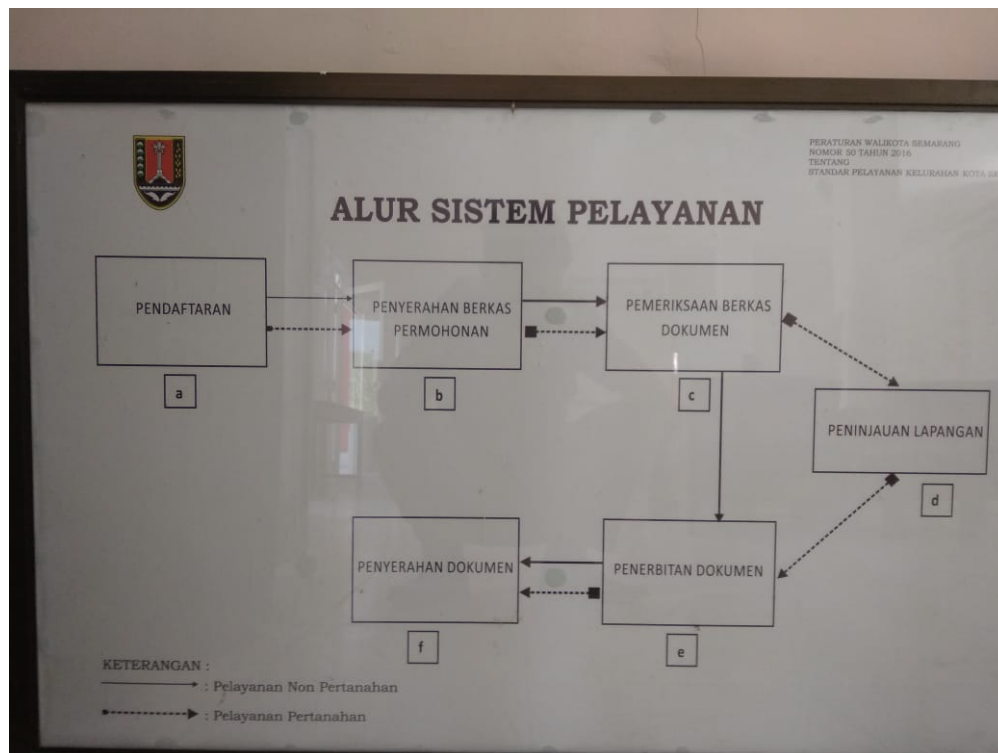 PERATURAN WALIKOTA SEMARANG
NOMOR 50 TAHUN 2016
TENTANG
STANDAR PELAYANAN KELURAHAN KOTA
ALUR SISTEM PELAYANAN
PENDAFTARAN
a
PENYERAHAN BERKAS
PERMOHONAN
b
PEMERIKSAAN BERKAS
DOKUMEN
c
PENINJAUAN LAPANGAN
d
PENERBITAN DOKUMEN
e
PENYERAHAN DOKUMEN
f
KETERANGAN :
: Pelayanan Non Pertanahan
: Pelayanan Pertanahan